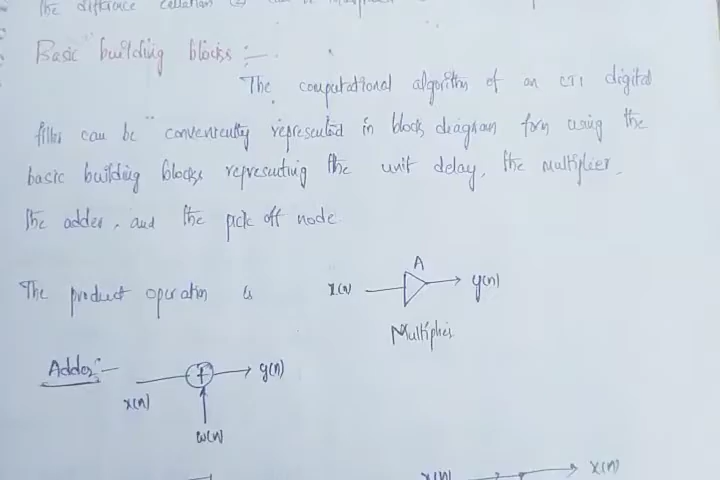 the difference
Basic building blocks :-
The computational algorithm of an LTI digital
filter can be conveniently represented in block diagram form using the
basic building blocks representing the unit delay, the multiplier,
the adder, and the pick off node
The product operation is
x(n)
A
y(n)
Multiplier
Adder:-
x(n)
y(n)
w(n)
x(n)
x(n)